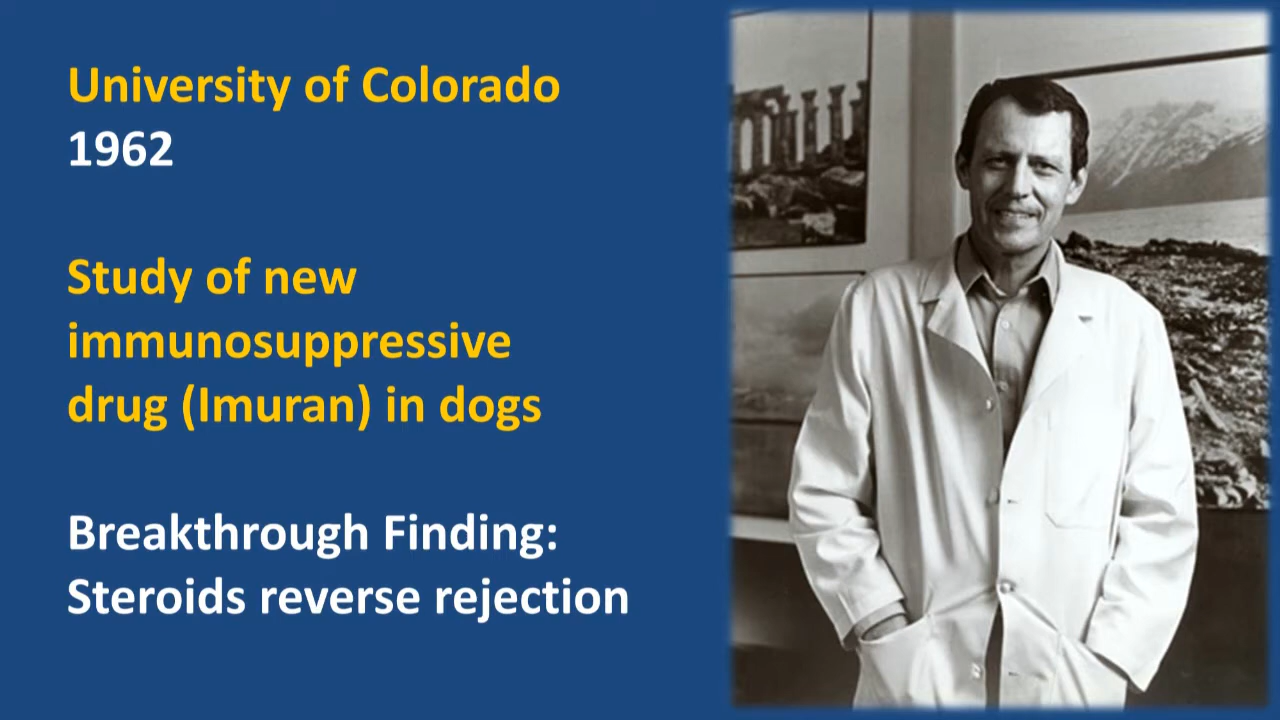 University of Colorado
1962
Study of new
immunosuppressive
drug (Imuran) in dogs
Breakthrough Finding:
Steroids reverse rejection